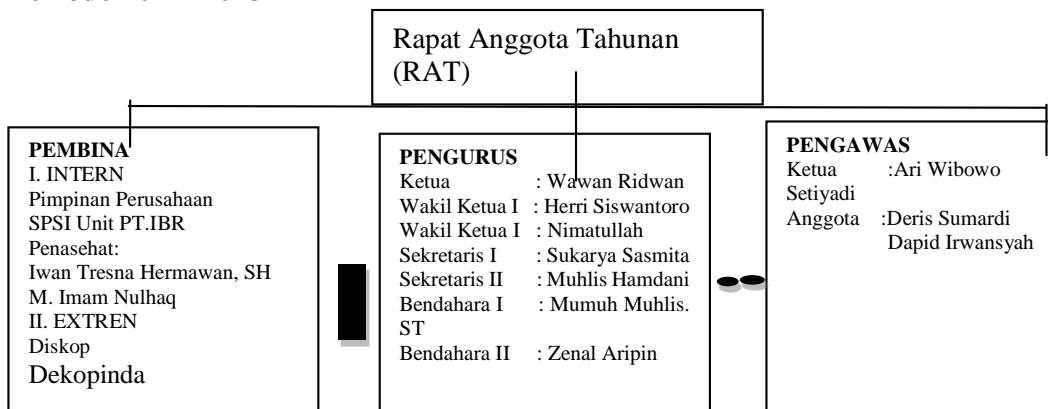 Rapat Anggota Tahunan
(RAT)
PEMBINA
I. INTERN
Pimpinan Perusahaan
SPSI Unit PT.IBR
Penasehat:
Iwan Tresna Hermawan, SH
M. Imam Nulhaq
II. EXTREN
Diskop
Dekopinda
PENGURUS
Ketua : Wawan Ridwan
Wakil Ketua I : Herri Siswantoro
Wakil Ketua I : Nimatullah
Sekretaris I : Sukarya Sasmita
Sekretaris II : Muhlis Hamdani
Bendahara I : Mumuh Muhlis.
ST
Bendahara II : Zenal Aripin
PENGAWAS
Ketua :Ari Wibowo
Setiyadi
Anggota :Deris Sumardi
Dapid Irwansyah